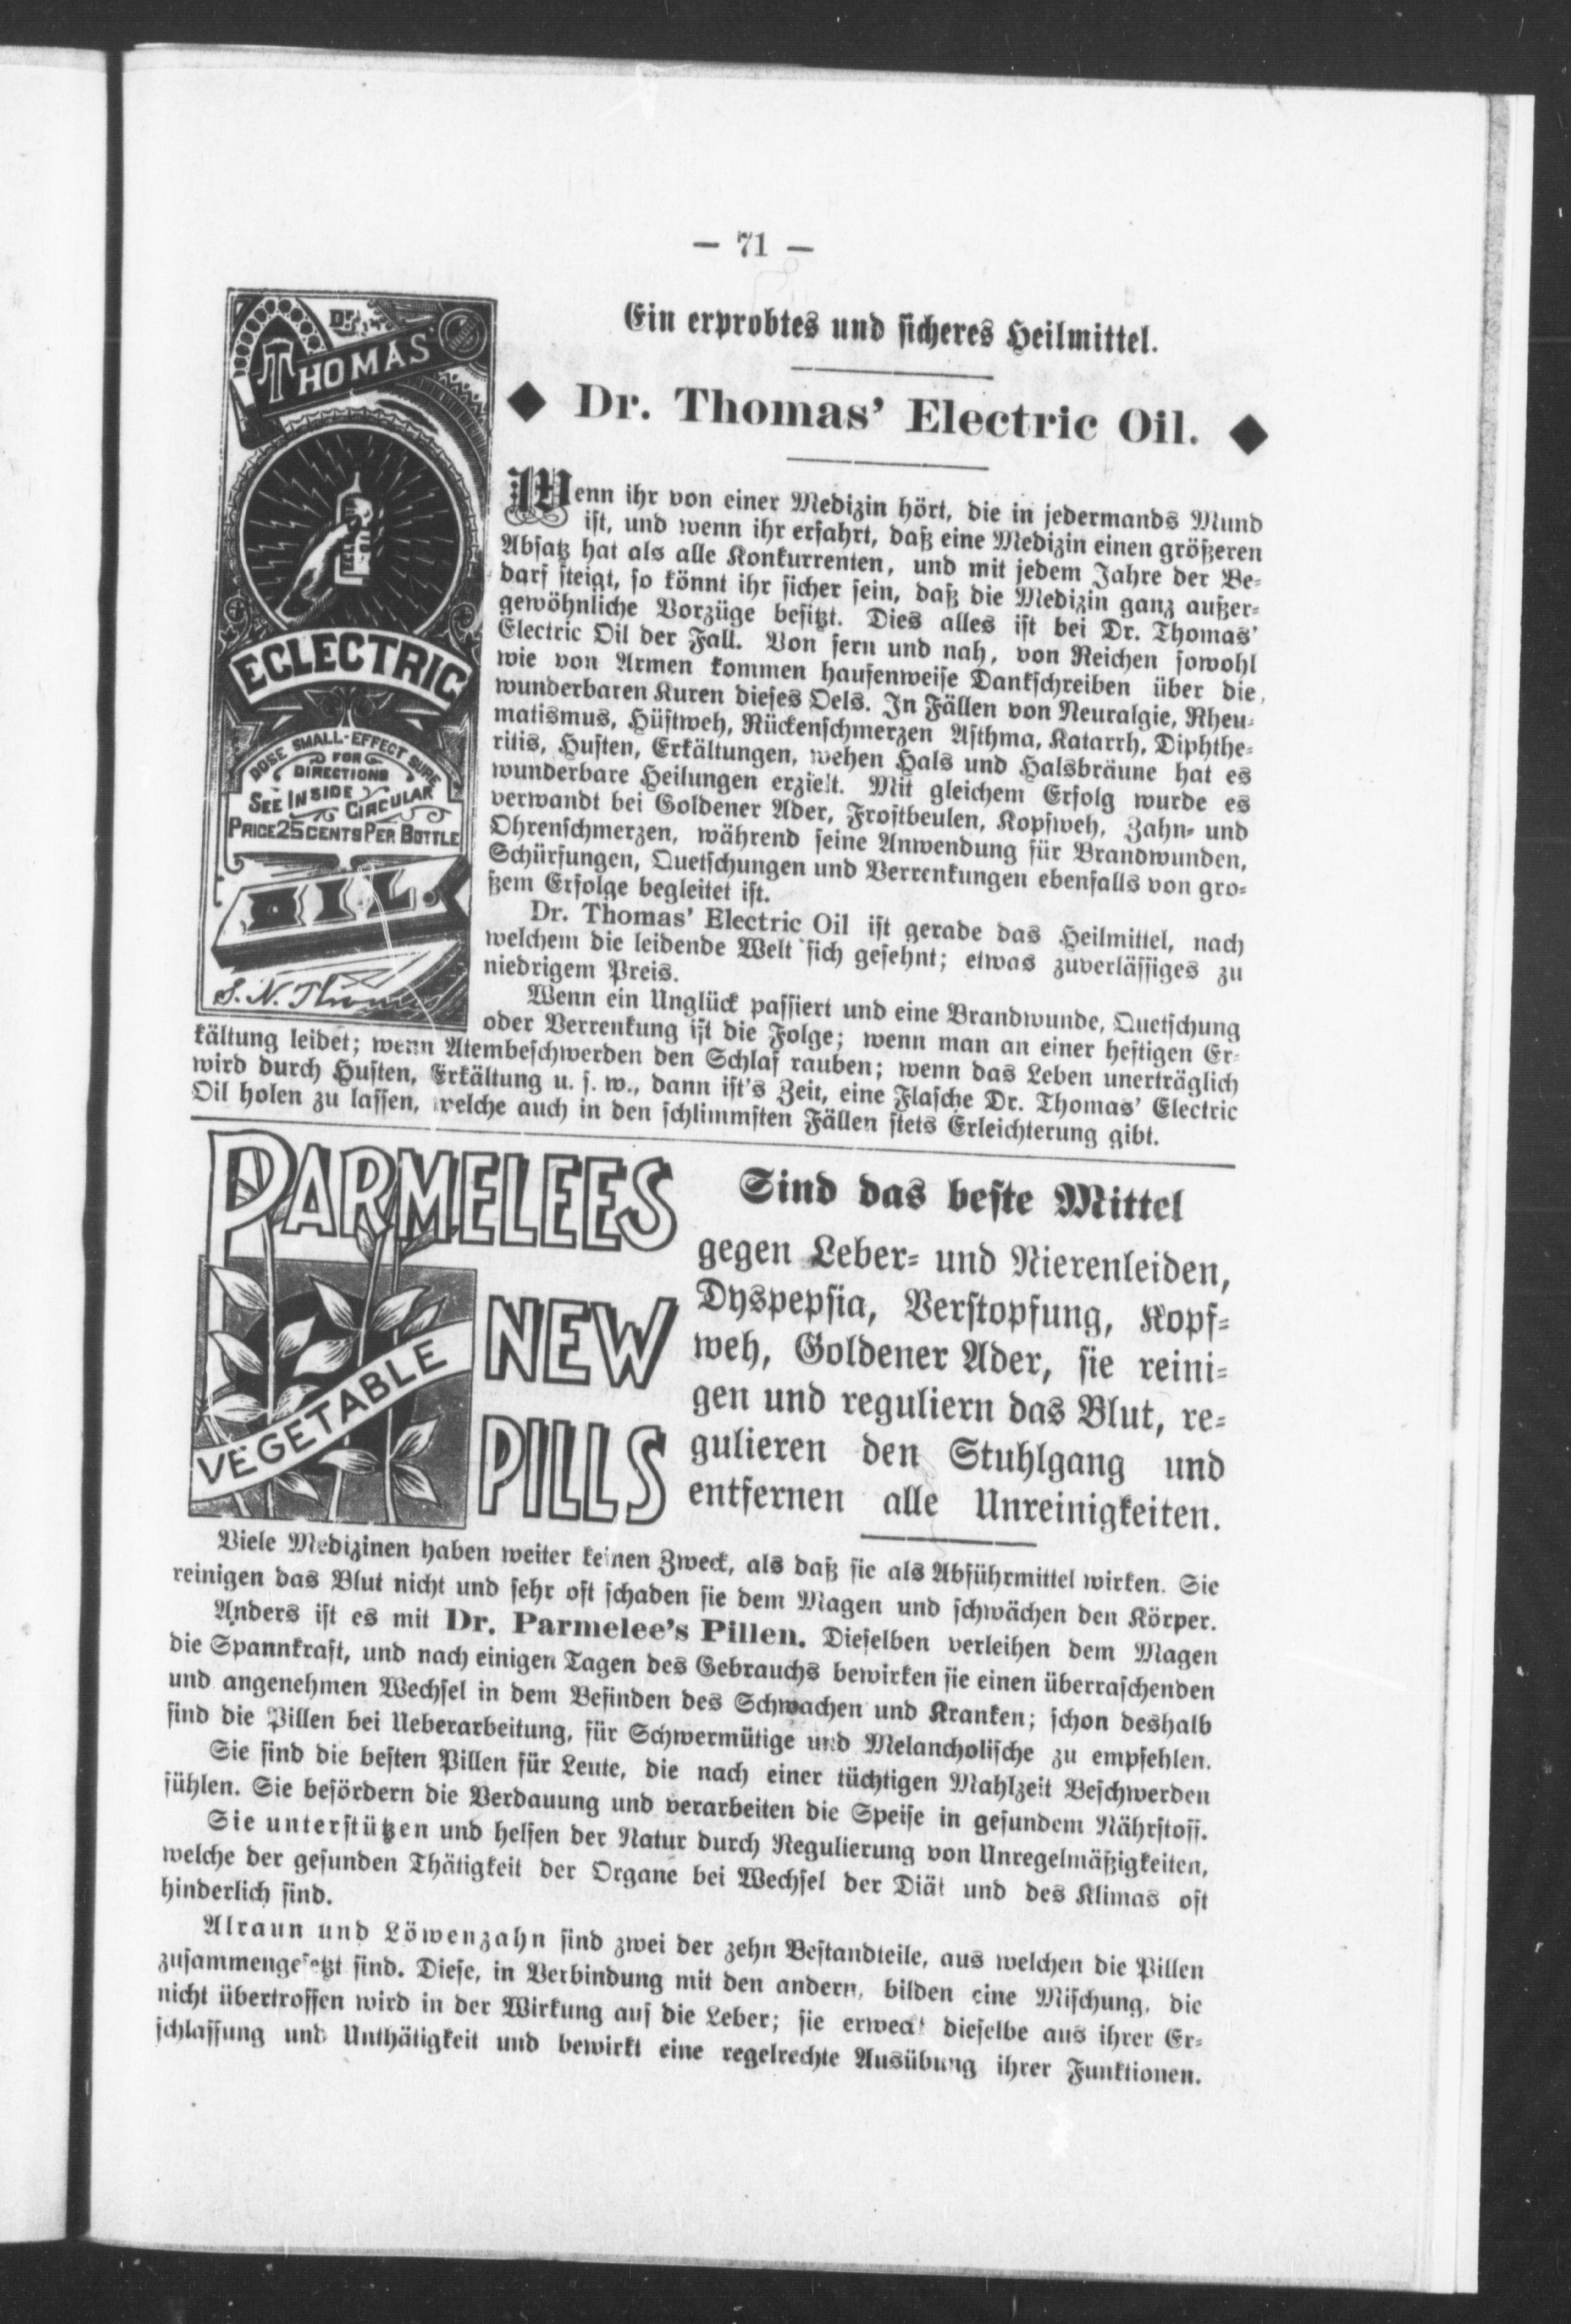 — 71 —
DR.
THOMAS'
ECLECTRIC
DOSE SMALL-EFFECT SURE
FOR
DIRECTIONS
SEE INSIDE CIRCULAR
PRICE 25 CENTS PER BOTTLE
OIL.
S. N. Thomas
Ein erprobtes und sicheres Heilmittel.
◆ Dr. Thomas' Electric Oil. ◆
Wenn ihr von einer Medizin hört, die in jedermands Mund
ist, und wenn ihr erfahrt, daß eine Medizin einen größeren
Absatz hat als alle Konkurrenten, und mit jedem Jahre der Be-
darf steigt, so könnt ihr sicher sein, daß die Medizin ganz außer-
gewöhnliche Vorzüge besitzt. Dies alles ist bei Dr. Thomas'
Electric Oil der Fall. Von fern und nah, von Reichen sowohl
wie von Armen kommen haufenweise Dankschreiben über die
wunderbaren Kuren dieses Oels. In Fällen von Neuralgie, Rheu-
matismus, Hüftweh, Rückenschmerzen Asthma, Katarrh, Diphthe-
ritis, Husten, Erkältungen, wehen Hals und Halsbräune hat es
wunderbare Heilungen erzielt. Mit gleichem Erfolg wurde es
verwandt bei Goldener Ader, Frostbeulen, Kopfweh, Zahn- und
Ohrenschmerzen, während seine Anwendung für Brandwunden,
Schürfungen, Quetschungen und Verrenkungen ebenfalls von gro-
ßem Erfolge begleitet ist.
Dr. Thomas' Electric Oil ist gerade das Heilmittel, nach
welchem die leidende Welt sich gesehnt; etwas zuverlässiges zu
niedrigem Preis.
Wenn ein Unglück passiert und eine Brandwunde, Quetschung
oder Verrenkung ist die Folge; wenn man an einer heftigen Er-
kältung leidet; wenn Atembeschwerden den Schlaf rauben; wenn das Leben unerträglich
wird durch Husten, Erkältung u. s. w., dann ist's Zeit, eine Flasche Dr. Thomas' Electric
Oil holen zu lassen, welche auch in den schlimmsten Fällen stets Erleichterung gibt.
PARMELEES
NEW
VEGETABLE
PILLS
Sind das beste Mittel
gegen Leber- und Nierenleiden,
Dyspepsia, Verstopfung, Kopf-
weh, Goldener Ader, sie reini-
gen und reguliern das Blut, re-
gulieren den Stuhlgang und
entfernen alle Unreinigkeiten.
Viele Medizinen haben weiter keinen Zweck, als daß sie als Abführmittel wirken. Sie
reinigen das Blut nicht und sehr oft schaden sie dem Magen und schwächen den Körper.
Anders ist es mit Dr. Parmelee's Pillen. Dieselben verleihen dem Magen
die Spannkraft, und nach einigen Tagen des Gebrauchs bewirken sie einen überraschenden
und angenehmen Wechsel in dem Befinden des Schwachen und Kranken; schon deshalb
sind die Pillen bei Ueberarbeitung, für Schwermütige und Melancholische zu empfehlen.
Sie sind die besten Pillen für Leute, die nach einer tüchtigen Mahlzeit Beschwerden
fühlen. Sie befördern die Verdauung und verarbeiten die Speise in gesundem Nährstoff.
Sie unterstützen und helfen der Natur durch Regulierung von Unregelmäßigkeiten,
welche der gesunden Thätigkeit der Organe bei Wechsel der Diät und des Klimas oft
hinderlich sind.
Alraun und Löwenzahn sind zwei der zehn Bestandteile, aus welchen die Pillen
zusammengesetzt sind. Diese, in Verbindung mit den andern, bilden eine Mischung, die
nicht übertroffen wird in der Wirkung auf die Leber; sie erweckt dieselbe aus ihrer Er-
schlaffung und Unthätigkeit und bewirkt eine regelrechte Ausübung ihrer Funktionen.